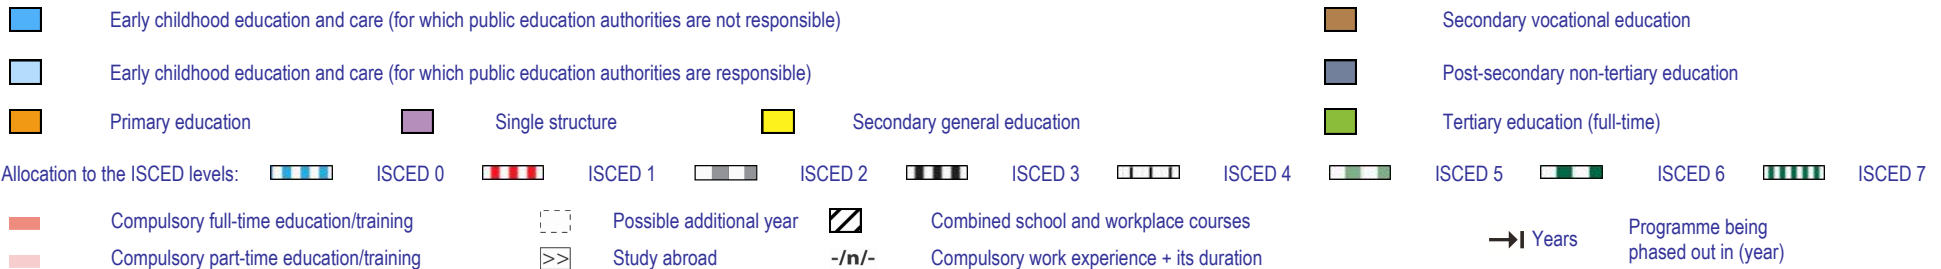 Early childhood education and care (for which public education authorities are not responsible)
Secondary vocational education
Early childhood education and care (for which public education authorities are responsible)
Post-secondary non-tertiary education
Primary education
Single structure
Secondary general education
Tertiary education (full-time)
Allocation to the ISCED levels: ISCED 0 ISCED 1 ISCED 2 ISCED 3 ISCED 4 ISCED 5 ISCED 6 ISCED 7
Compulsory full-time education/training
Possible additional year
Combined school and workplace courses
Years
Programme being
phased out in (year)
Compulsory part-time education/training
>> Study abroad
-/n/- Compulsory work experience + its duration